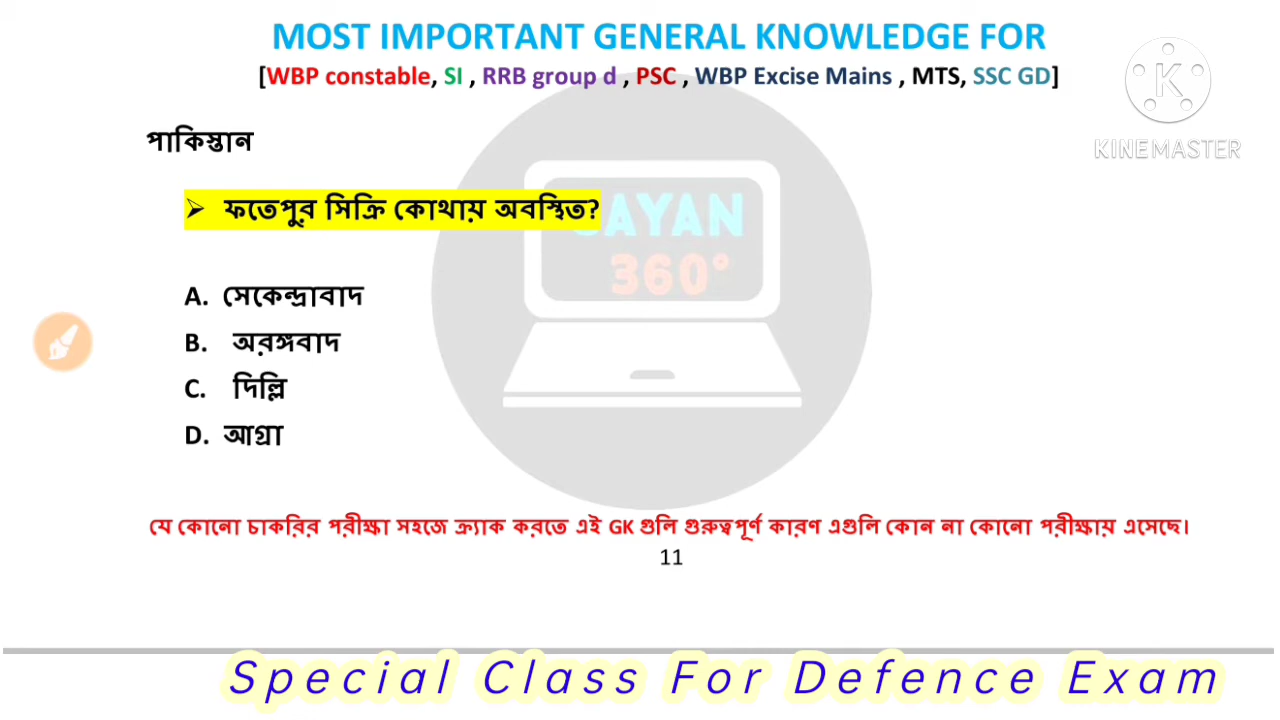 MOST IMPORTANT GENERAL KNOWLEDGE FOR
[WBP constable, SI , RRB group d , PSC , WBP Excise Mains , MTS, SSC GD]
KINEMASTER
পাকিস্তান
➢ ফতেপুর সিক্রি কোথায় অবস্থিত?
AYAN
360°
A. সেকেন্দ্রাবাদ
B. অরঙ্গবাদ
C. দিল্লি
D. আগ্রা
যে কোনো চাকরির পরীক্ষা সহজে ক্র্যাক করতে এই GK গুলি গুরুত্বপূর্ণ কারণ এগুলি কোন না কোনো পরীক্ষায় এসেছে।
11
Special Class For Defence Exam